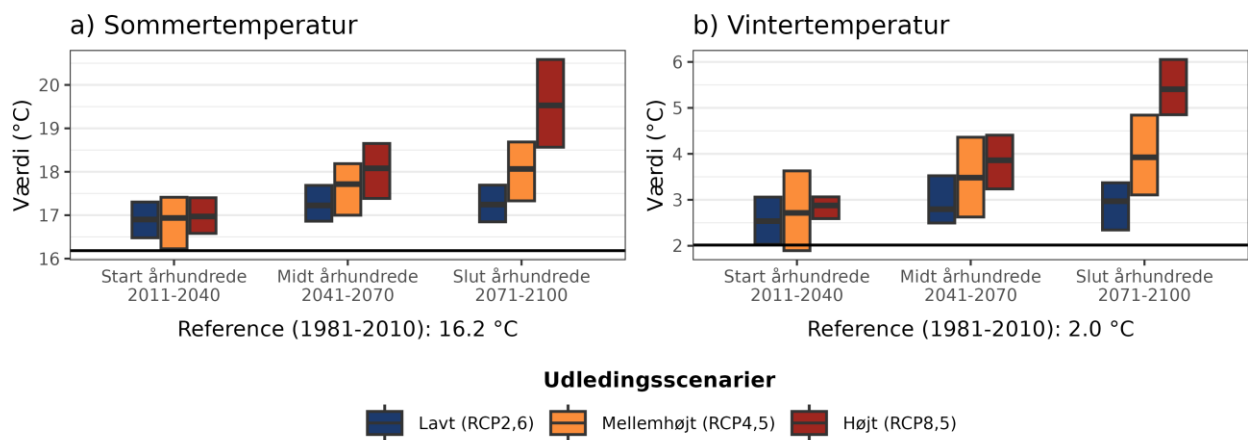 a) Sommertemperatur
Værdi (°C)
20
19
18
17
16
Start århundrede
2011-2040
Midt århundrede
2041-2070
Slut århundrede
2071-2100
Reference (1981-2010): 16.2 °C
b) Vintertemperatur
Værdi (°C)
6
5
4
3
2
Start århundrede
2011-2040
Midt århundrede
2041-2070
Slut århundrede
2071-2100
Reference (1981-2010): 2.0 °C
Udledingsscenarier
Lavt (RCP2,6)
Mellemhøjt (RCP4,5)
Højt (RCP8,5)